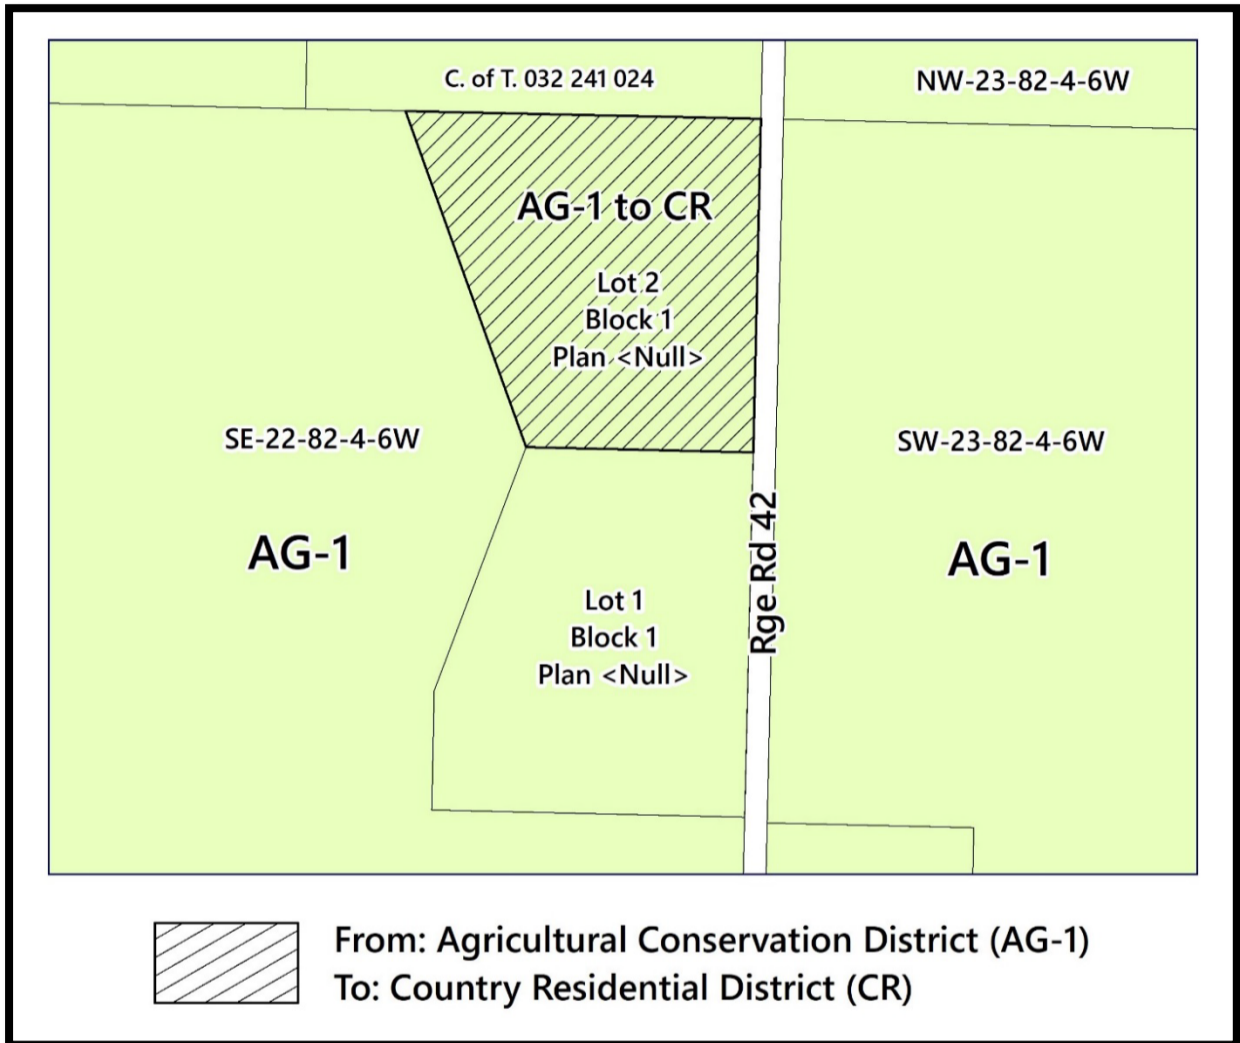 C. of T. 032 241 024
NW-23-82-4-6W
AG-1 to CR
Lot 2
Block 1
Plan <Null>
SE-22-82-4-6W
SW-23-82-4-6W
AG-1
AG-1
Rge Rd 42
Lot 1
Block 1
Plan <Null>
From: Agricultural Conservation District (AG-1)
To: Country Residential District (CR)